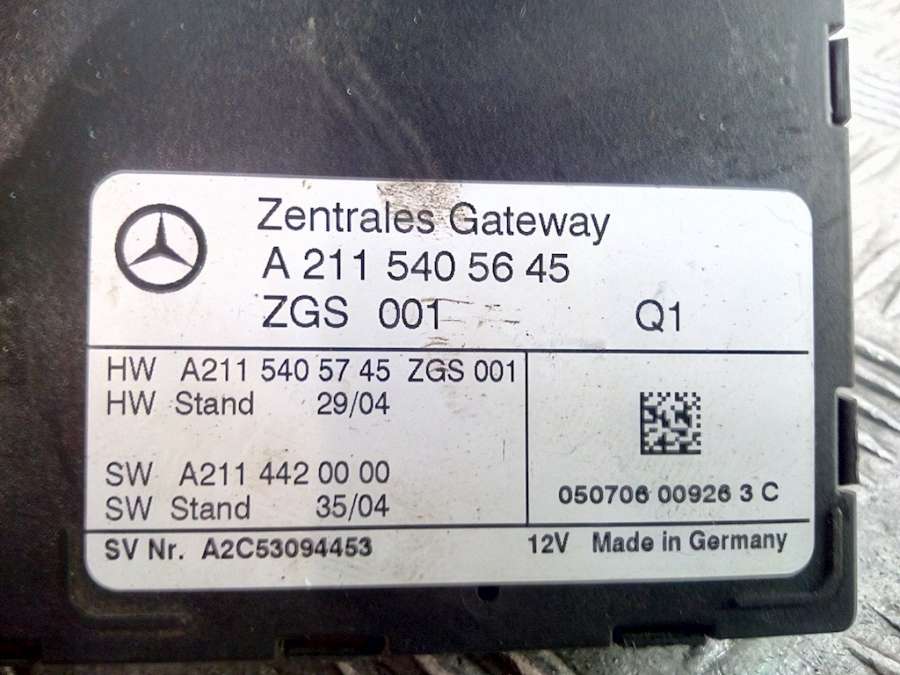 Zentrales Gateway
A 211 540 56 45
ZGS 001 Q1
HW A211 540 57 45 ZGS 001
HW Stand 29/04
SW A211 442 00 00
SW Stand 35/04
050706 00926 3 C
SV Nr. A2C53094453 12V Made in Germany